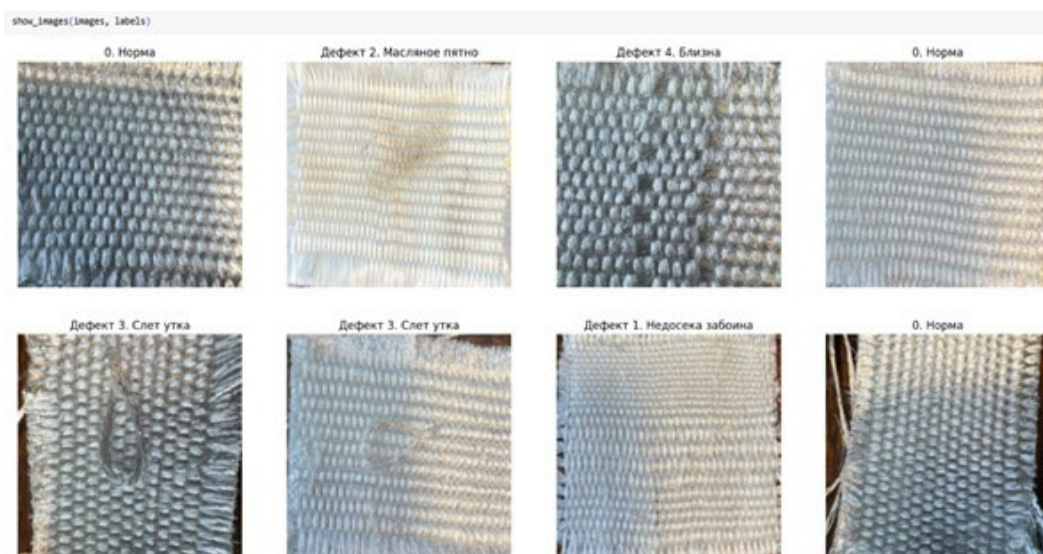 show_images(images, labels)
0. Норма
Дефект 2. Масляное пятно
Дефект 4. Близна
0. Норма
Дефект 3. Слет утка
Дефект 3. Слет утка
Дефект 1. Недосека забоина
0. Норма